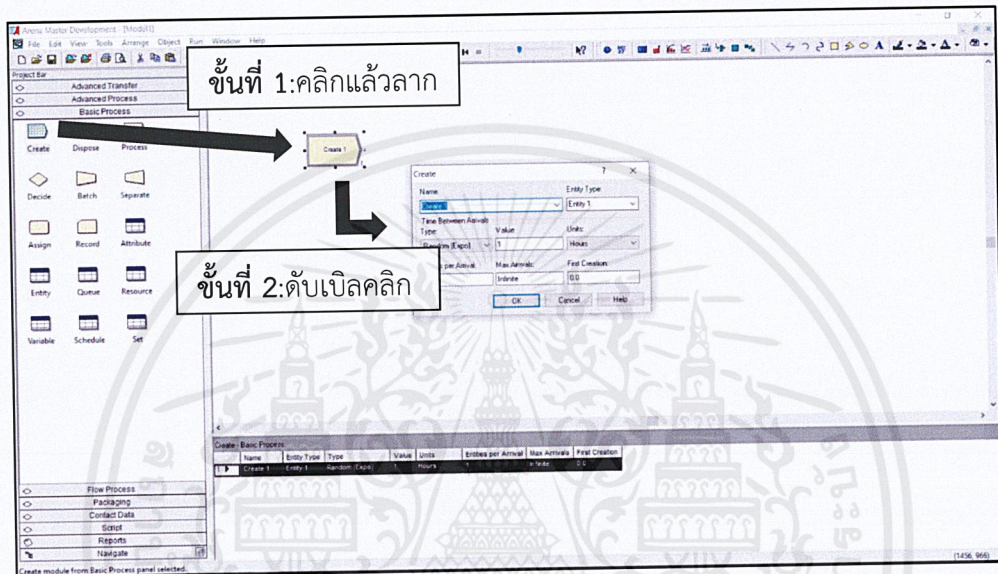 Arena Master Development - [Model1]
File Edit View Tools Arrange Object Run Window Help
Project Bar
Advanced Transfer
Advanced Process
Basic Process
Create Dispose Process
Decide Batch Separate
Assign Record Attribute
Entity Queue Resource
Variable Schedule Set
ขั้นที่ 1:คลิกแล้วลาก
Create 1
Create ? ×
Name: Entity Type:
Create 1 Entity 1
Time Between Arrivals
Type: Value: Units:
Random (Expo) 1 Hours
per Arrival: Max Arrivals: First Creation:
Infinite 0.0
OK Cancel Help
ขั้นที่ 2:ดับเบิลคลิก
Create - Basic Process
Name Entity Type Type Value Units Entities per Arrival Max Arrivals First Creation
1 Create 1 Entity 1 Random (Expo) 1 Hours 1 Infinite 0.0
Flow Process
Packaging
Contact Data
Script
Reports
Navigate
Create module from Basic Process panel selected.
(1456, 966)